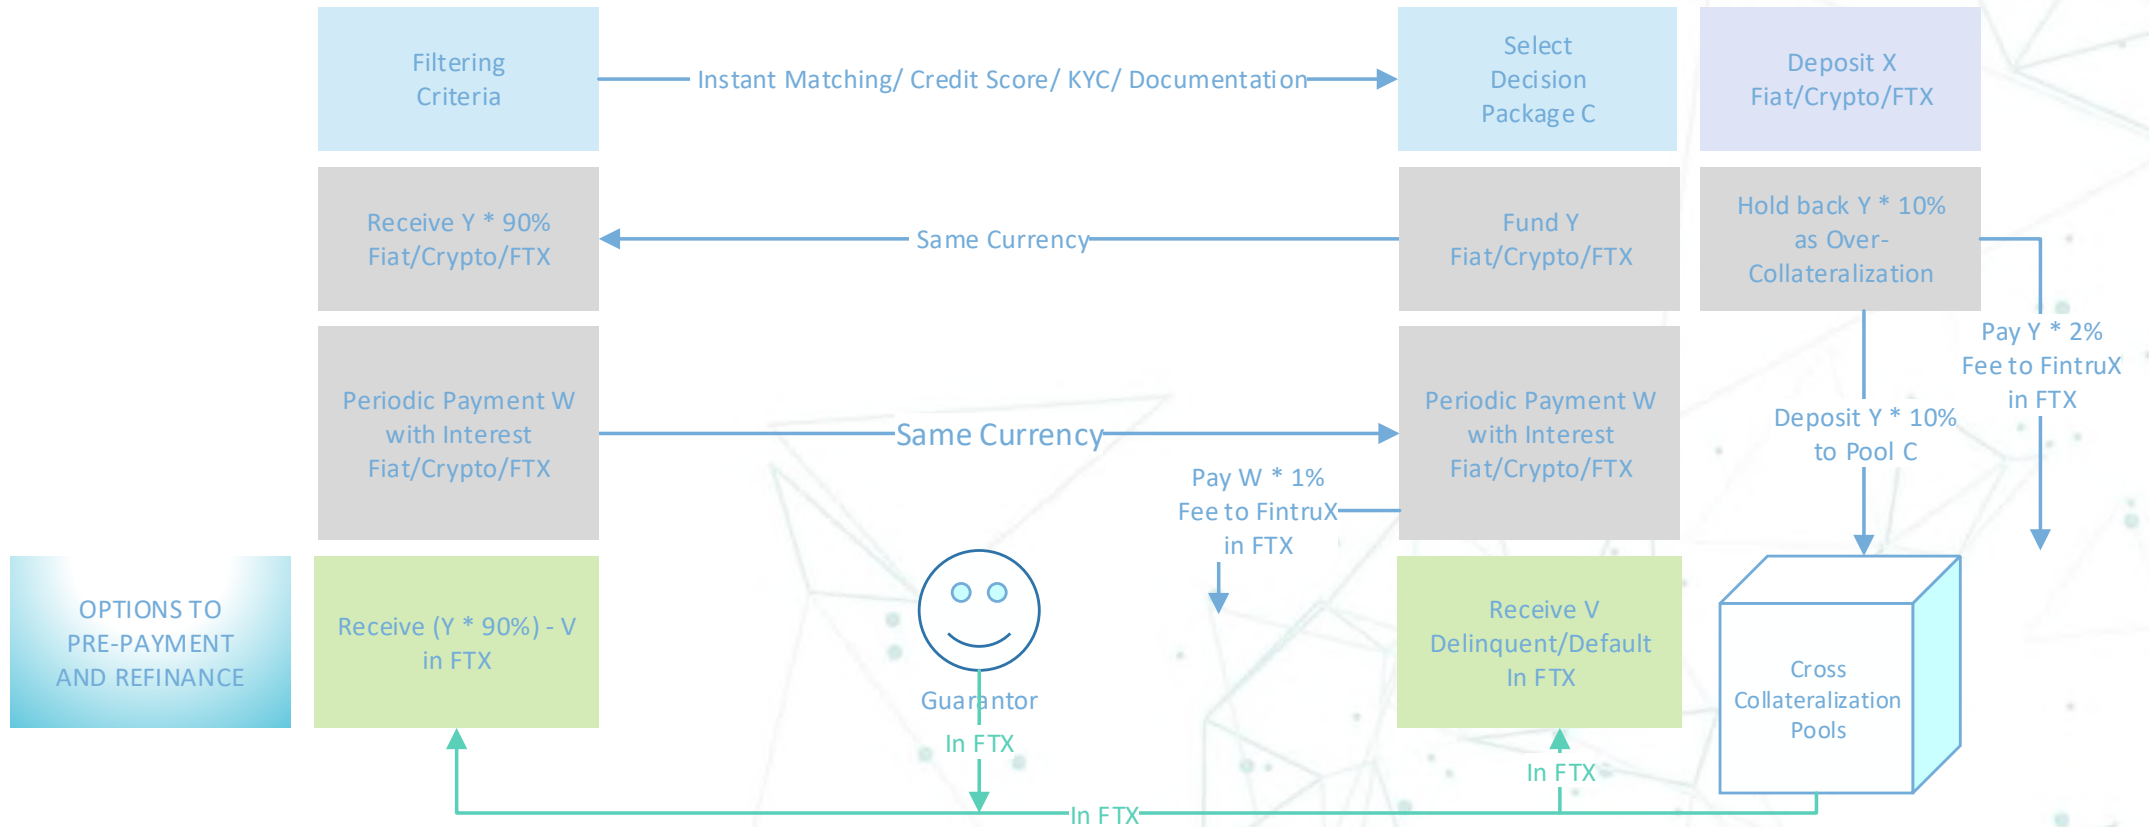 Filtering
Criteria
Instant Matching/ Credit Score/ KYC/ Documentation
Select
Decision
Package C
Deposit X
Fiat/Crypto/FTX
Receive Y * 90%
Fiat/Crypto/FTX
Same Currency
Fund Y
Fiat/Crypto/FTX
Hold back Y * 10%
as Over-
Collateralization
Pay Y * 2%
Fee to FintruX
in FTX
Periodic Payment W
with Interest
Fiat/Crypto/FTX
Same Currency
Periodic Payment W
with Interest
Fiat/Crypto/FTX
Deposit Y * 10%
to Pool C
Pay W * 1%
Fee to FintruX
in FTX
OPTIONS TO
PRE-PAYMENT
AND REFINANCE
Receive (Y * 90%) - V
in FTX
Guarantor
In FTX
Receive V
Delinquent/Default
In FTX
Cross
Collateralization
Pools
In FTX
In FTX